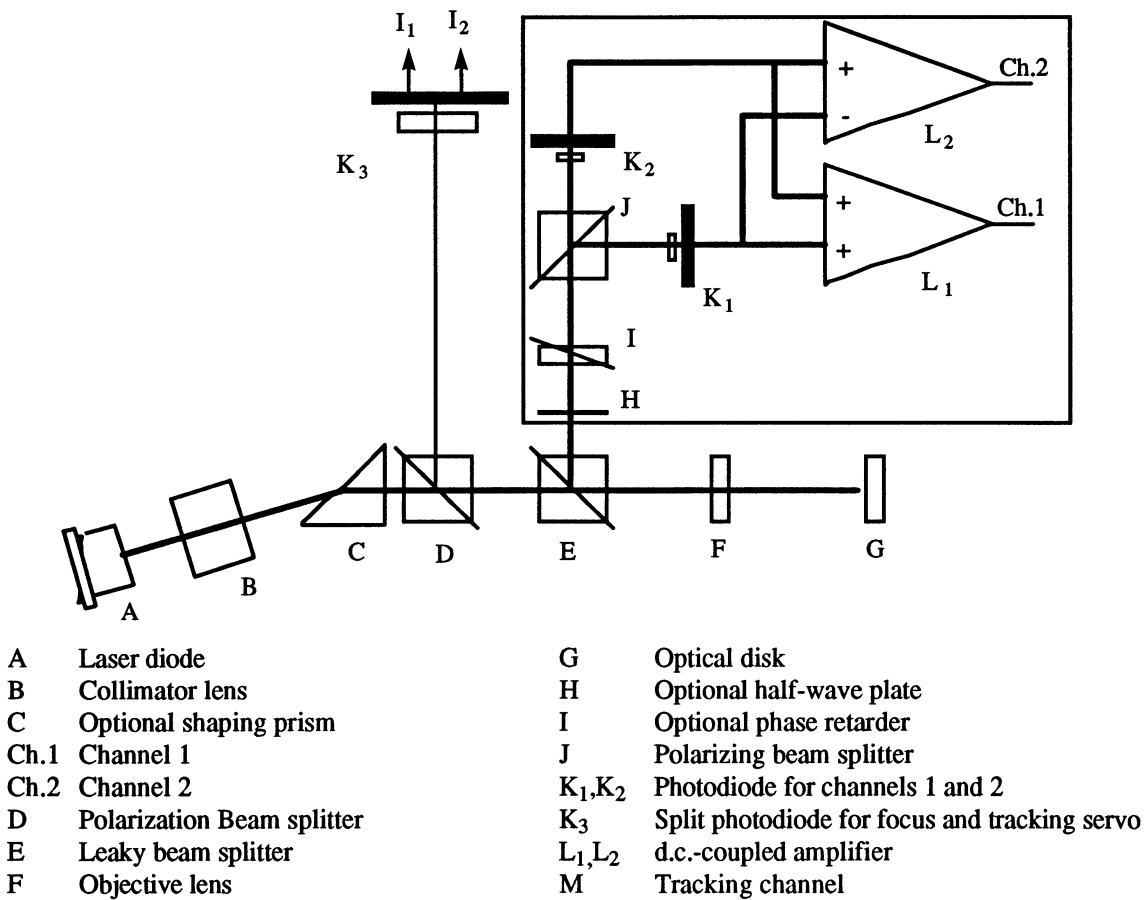 I1 I2
Ch.2
+
-
L2
K3
K2
J
+
Ch.1
+
L1
K1
I
H
C D E F G
B
A
A Laser diode
B Collimator lens
C Optional shaping prism
Ch.1 Channel 1
Ch.2 Channel 2
D Polarization Beam splitter
E Leaky beam splitter
F Objective lens
G Optical disk
H Optional half-wave plate
I Optional phase retarder
J Polarizing beam splitter
K1,K2 Photodiode for channels 1 and 2
K3 Split photodiode for focus and tracking servo
L1,L2 d.c.-coupled amplifier
M Tracking channel